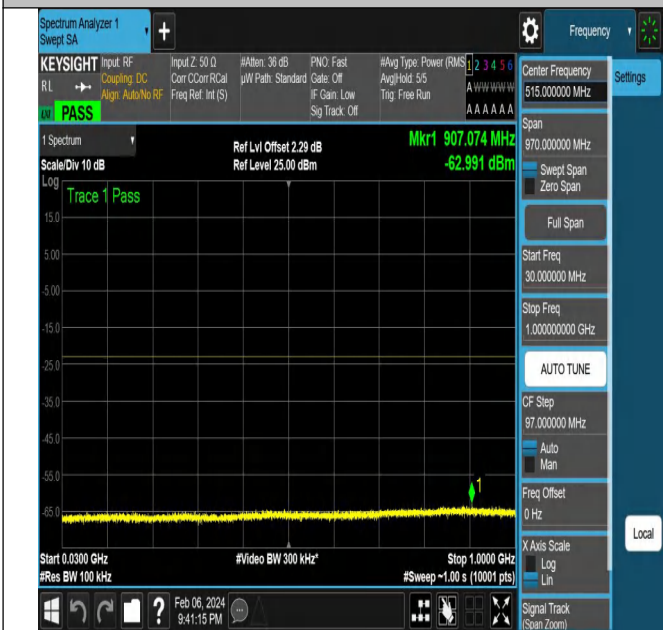 Spectrum Analyzer 1
Swept SA
+
Frequency
KEYSIGHT
Input: RF
Coupling: DC
Align: Auto/No RF
Input Z: 50 Ω
Corr CCorr RCal
Freq Ref: Int (S)
#Atten: 36 dB
µW Path: Standard
PNO: Fast
Gate: Off
IF Gain: Low
Sig Track: Off
#Avg Type: Power (RMS
Avg|Hold: 5/5
Trig: Free Run
1 2 3 4 5 6
A W W W W W
A A A A A A
R L
LNI PASS
1 Spectrum
Scale/Div 10 dB
Ref Lvl Offset 2.29 dB
Ref Level 25.00 dBm
Mkr1 907.074 MHz
-62.991 dBm
Log
Trace 1 Pass
15.0
5.00
-5.00
-15.0
-25.0
-35.0
-45.0
-55.0
-65.0
1
Start 0.0300 GHz
#Res BW 100 kHz
#Video BW 300 kHz*
Stop 1.0000 GHz
#Sweep ~1.00 s (10001 pts)
?
Feb 06, 2024
9:41:15 PM
Center Frequency
515.000000 MHz
Settings
Span
970.000000 MHz
Swept Span
Zero Span
Full Span
Start Freq
30.000000 MHz
Stop Freq
1.000000000 GHz
AUTO TUNE
CF Step
97.000000 MHz
Auto
Man
Freq Offset
0 Hz
X Axis Scale
Log
Lin
Local
Signal Track
(Span Zoom)